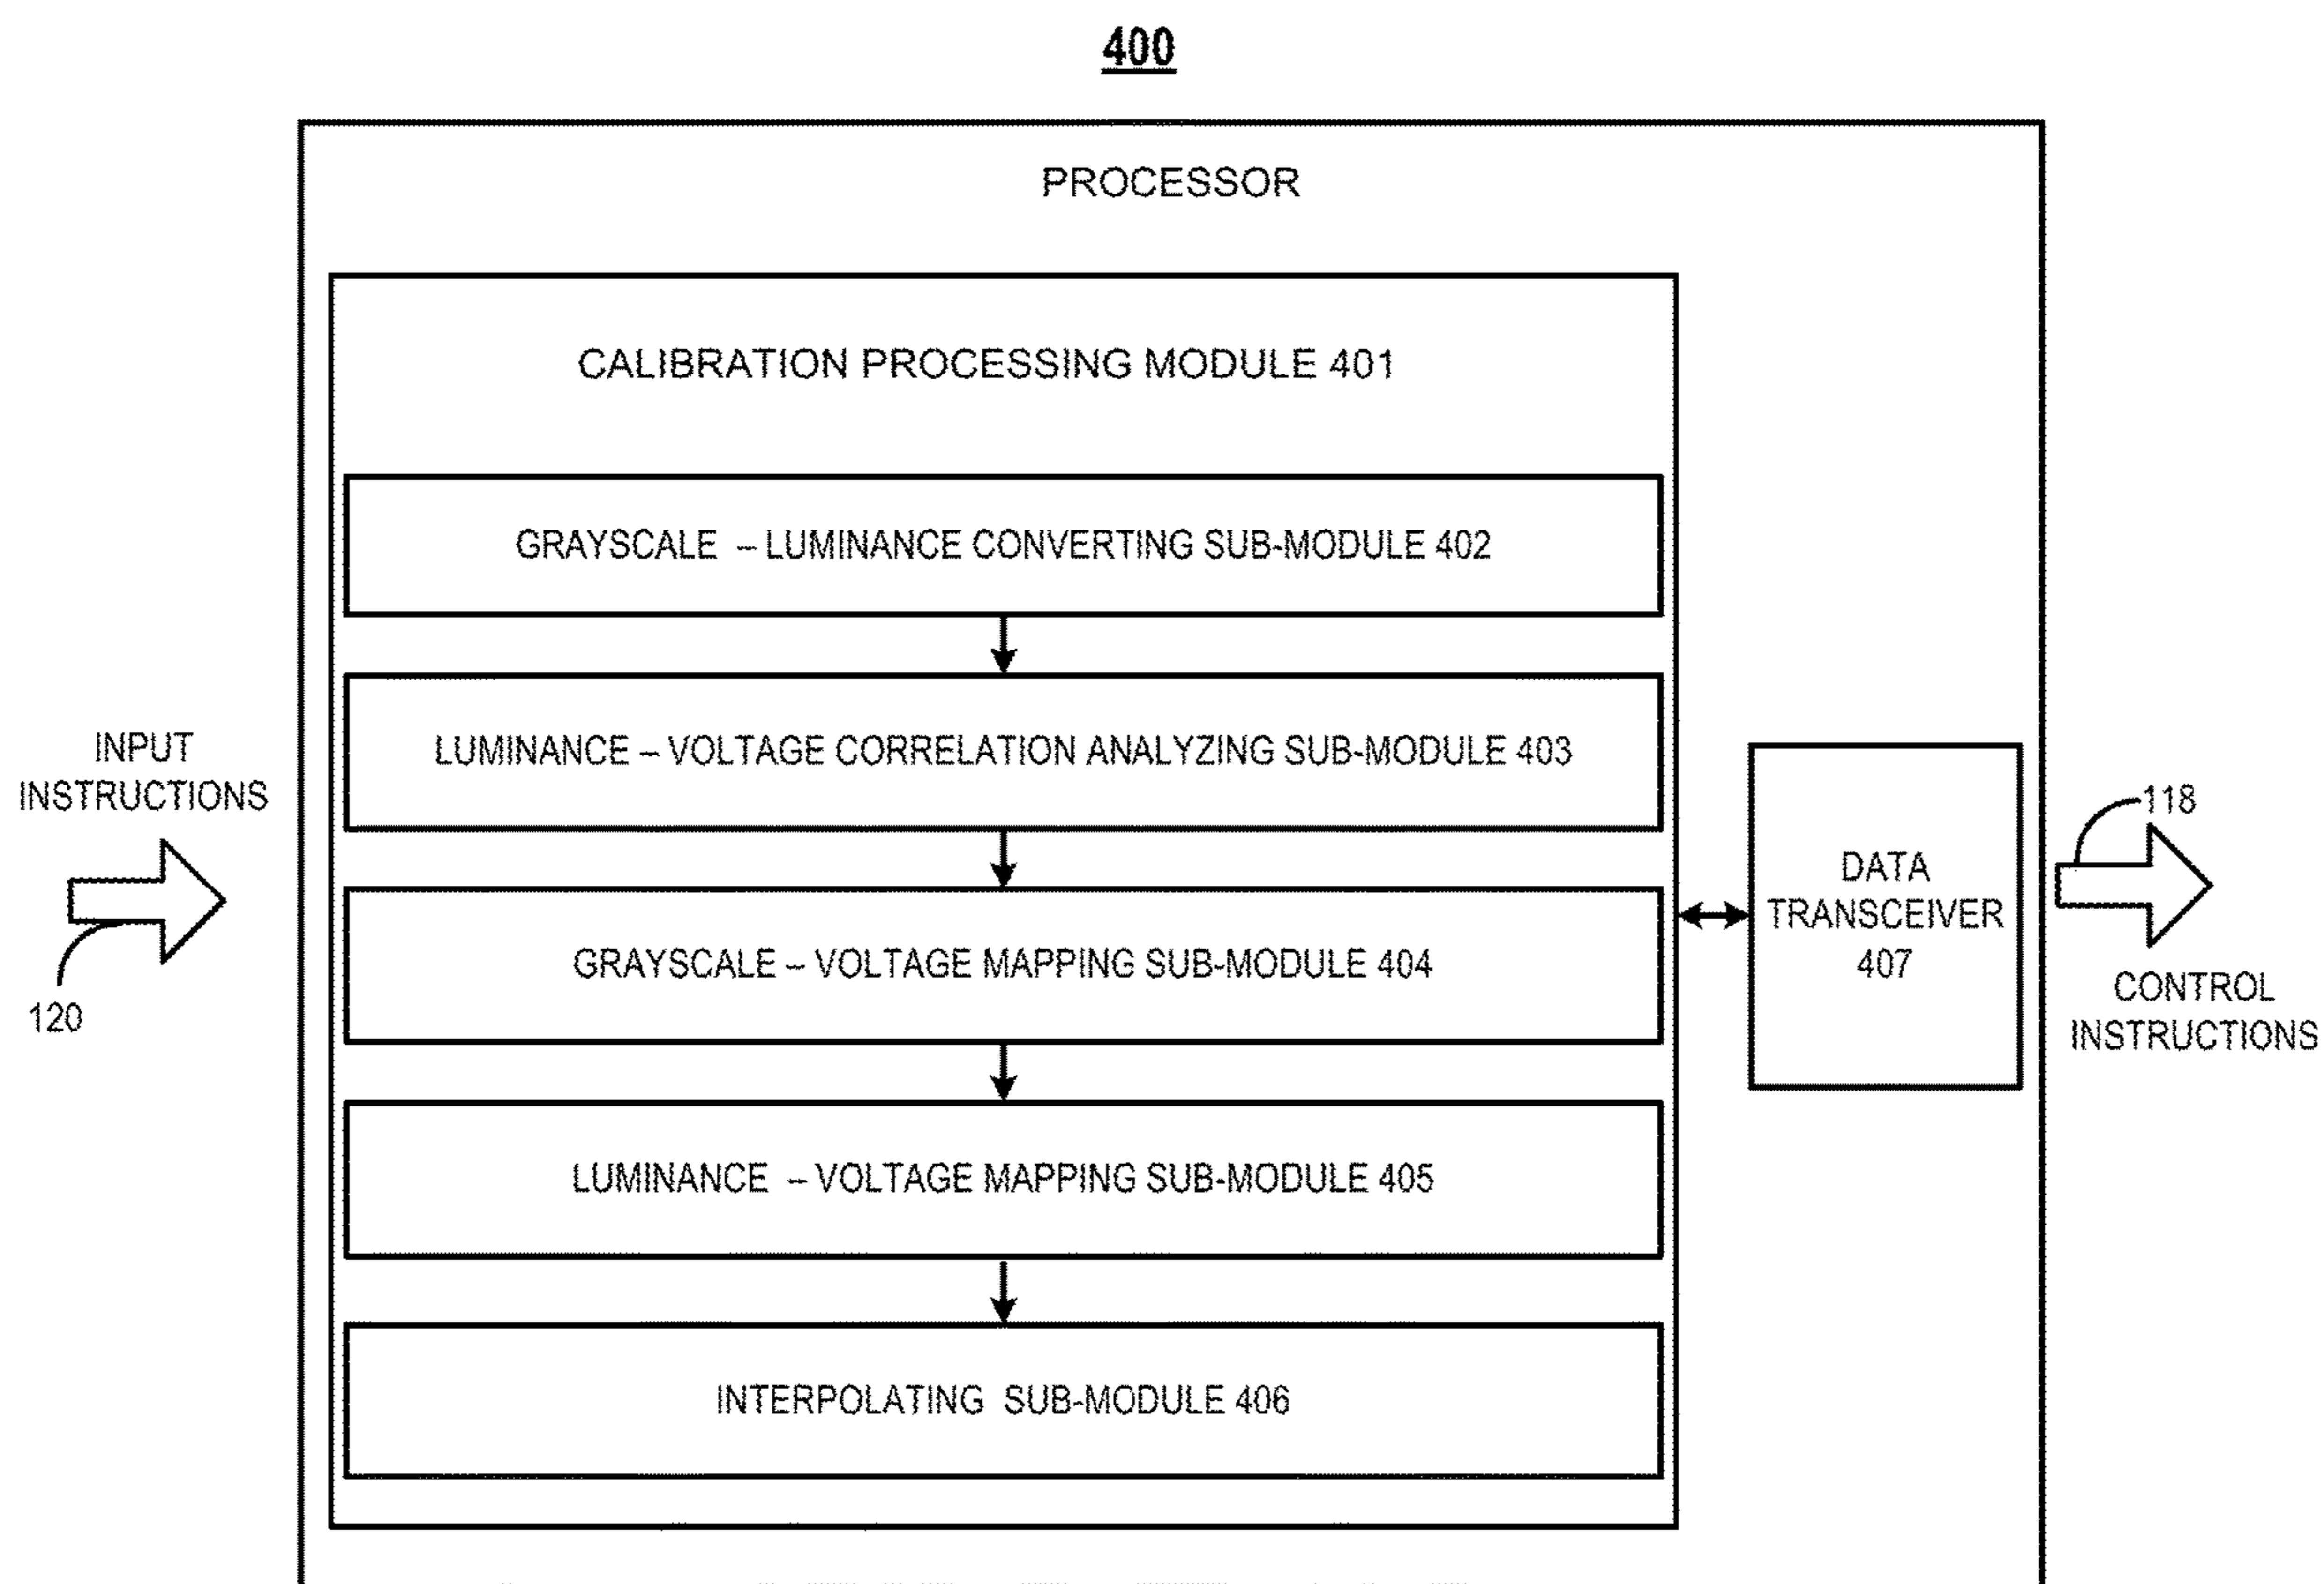 400
PROCESSOR
CALIBRATION PROCESSING MODULE 401
GRAYSCALE – LUMINANCE CONVERTING SUB-MODULE 402
LUMINANCE – VOLTAGE CORRELATION ANALYZING SUB-MODULE 403
GRAYSCALE – VOLTAGE MAPPING SUB-MODULE 404
LUMINANCE – VOLTAGE MAPPING SUB-MODULE 405
INTERPOLATING SUB-MODULE 406
INPUT
INSTRUCTIONS
120
DATA
TRANSCEIVER
407
118
CONTROL
INSTRUCTIONS